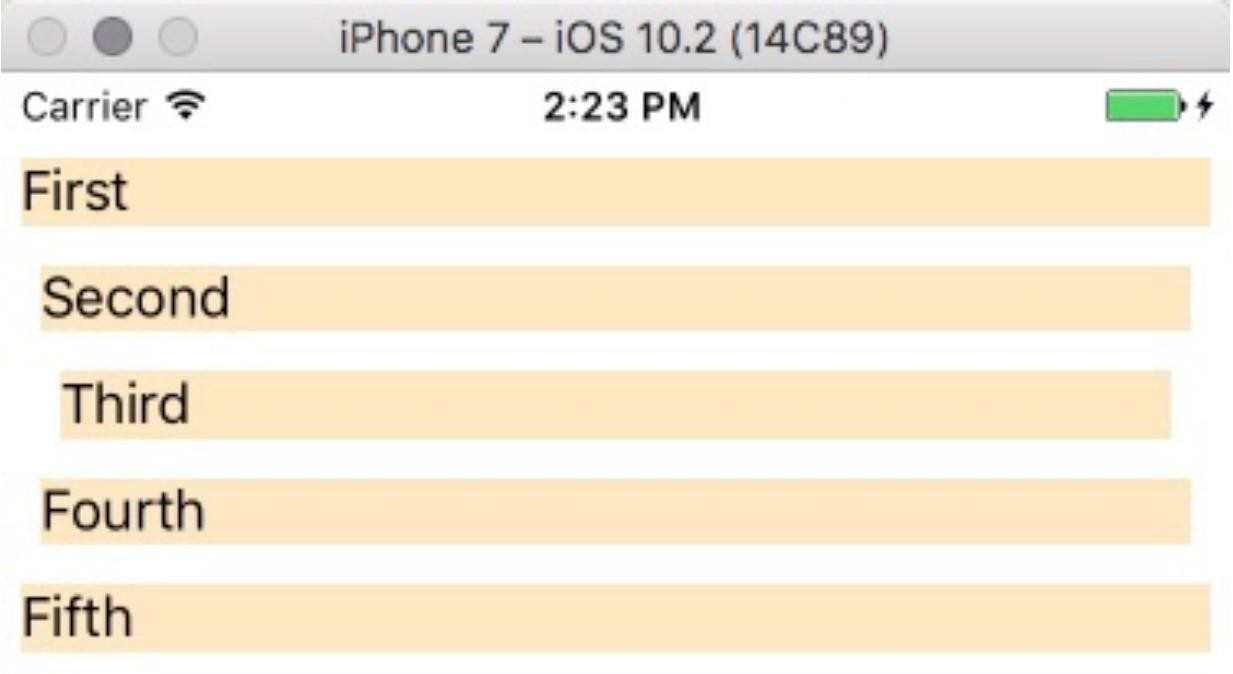 iPhone 7 – iOS 10.2 (14C89)
Carrier 2:23 PM
First
Second
Third
Fourth
Fifth